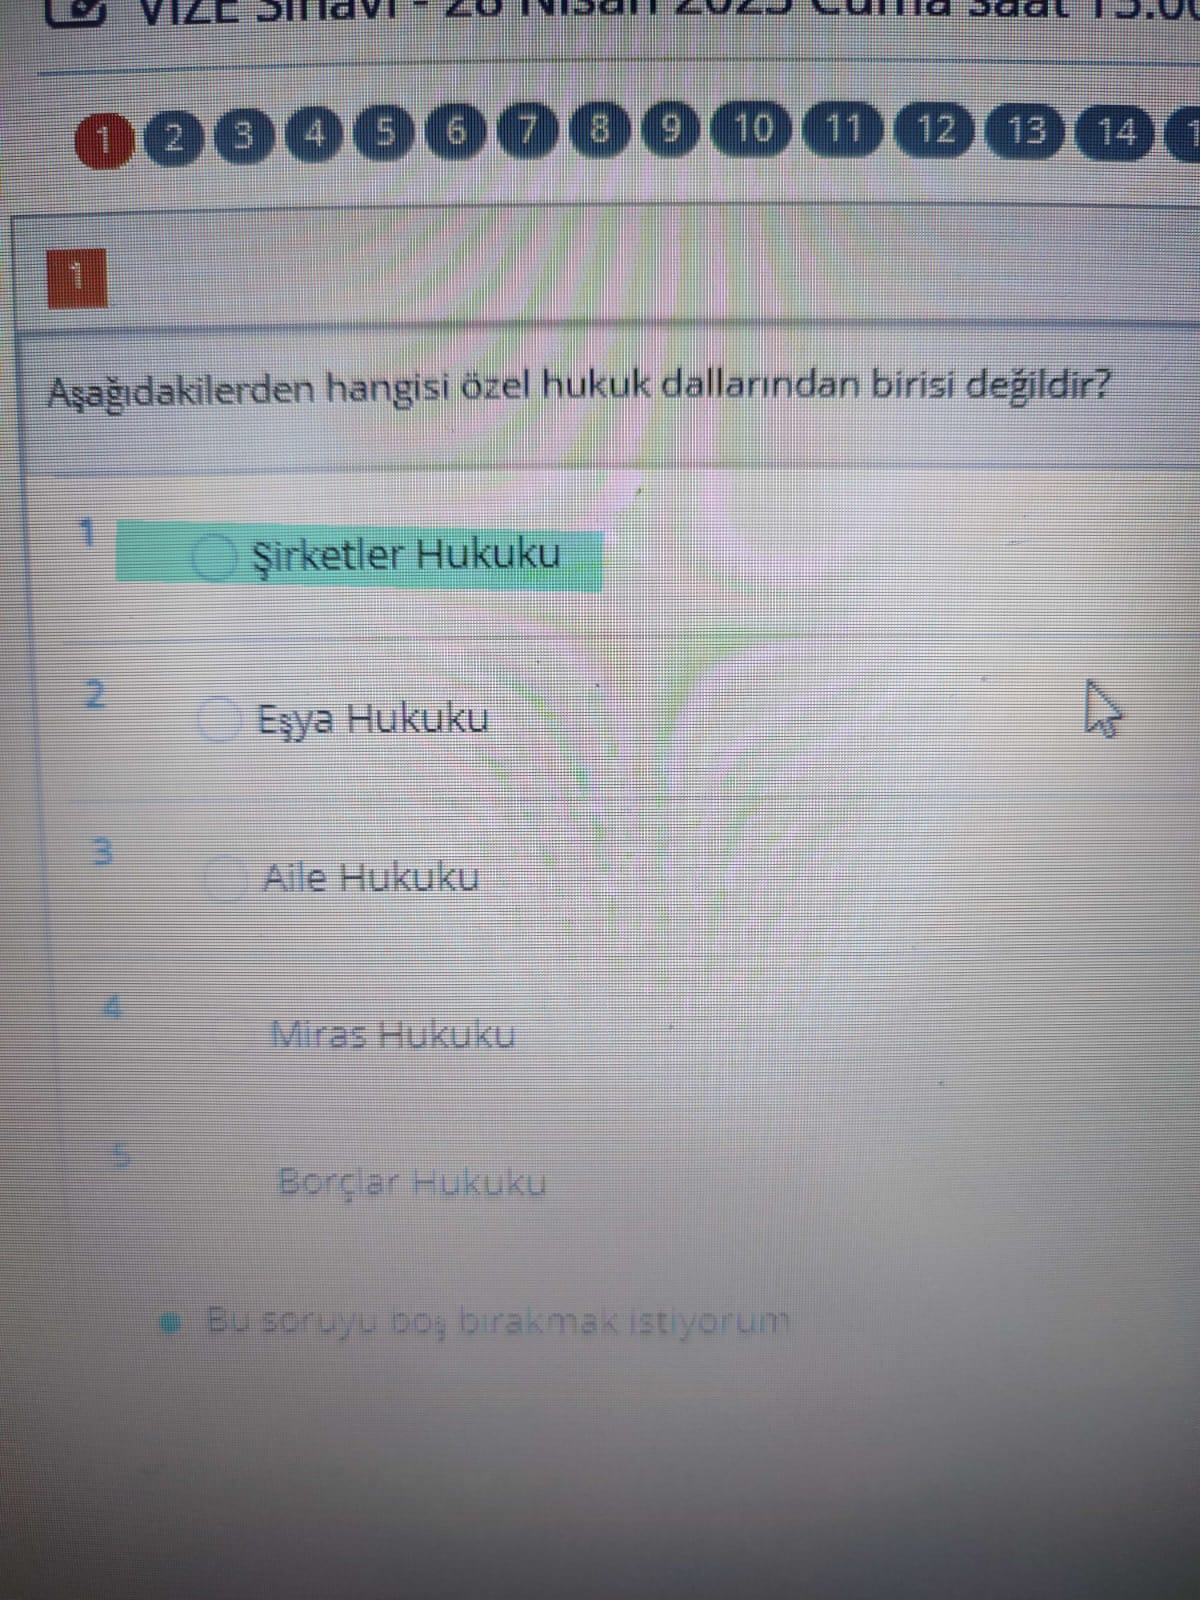 VİZE Sınavı - 28 Nisan 2023 Cuma saat 15.00
1 2 3 4 5 6 7 8 9 10 11 12 13 14
1
Aşağıdakilerden hangisi özel hukuk dallarından birisi değildir?
1 Şirketler Hukuku
2 Eşya Hukuku
3 Aile Hukuku
4 Miras Hukuku
5 Borçlar Hukuku
Bu soruyu boş bırakmak istiyorum